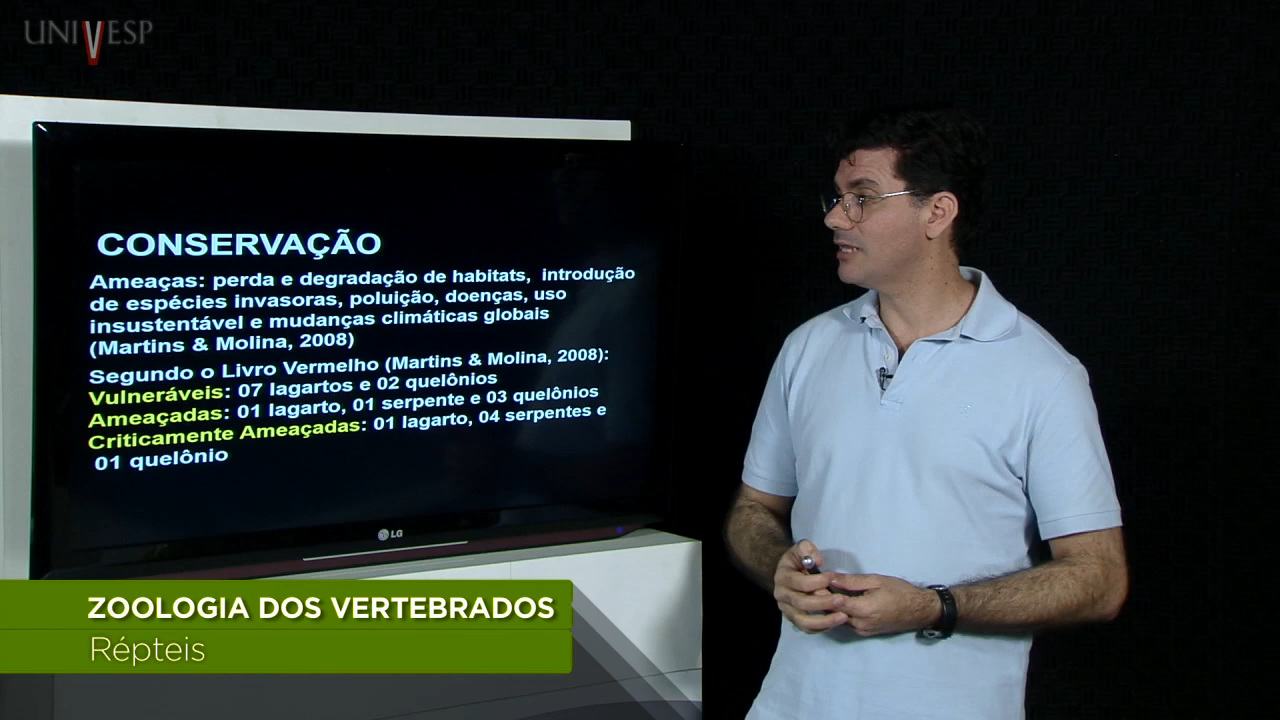 UNIVESP
CONSERVAÇÃO
Ameaças: perda e degradação de habitats, introdução
de espécies invasoras, poluição, doenças, uso
insustentável e mudanças climáticas globais
(Martins & Molina, 2008)
Segundo o Livro Vermelho (Martins & Molina, 2008):
Vulneráveis: 07 lagartos e 02 quelônios
Ameaçadas: 01 lagarto, 01 serpente e 03 quelônios
Criticamente Ameaçadas: 01 lagarto, 04 serpentes e
01 quelônio
LG
ZOOLOGIA DOS VERTEBRADOS
Répteis